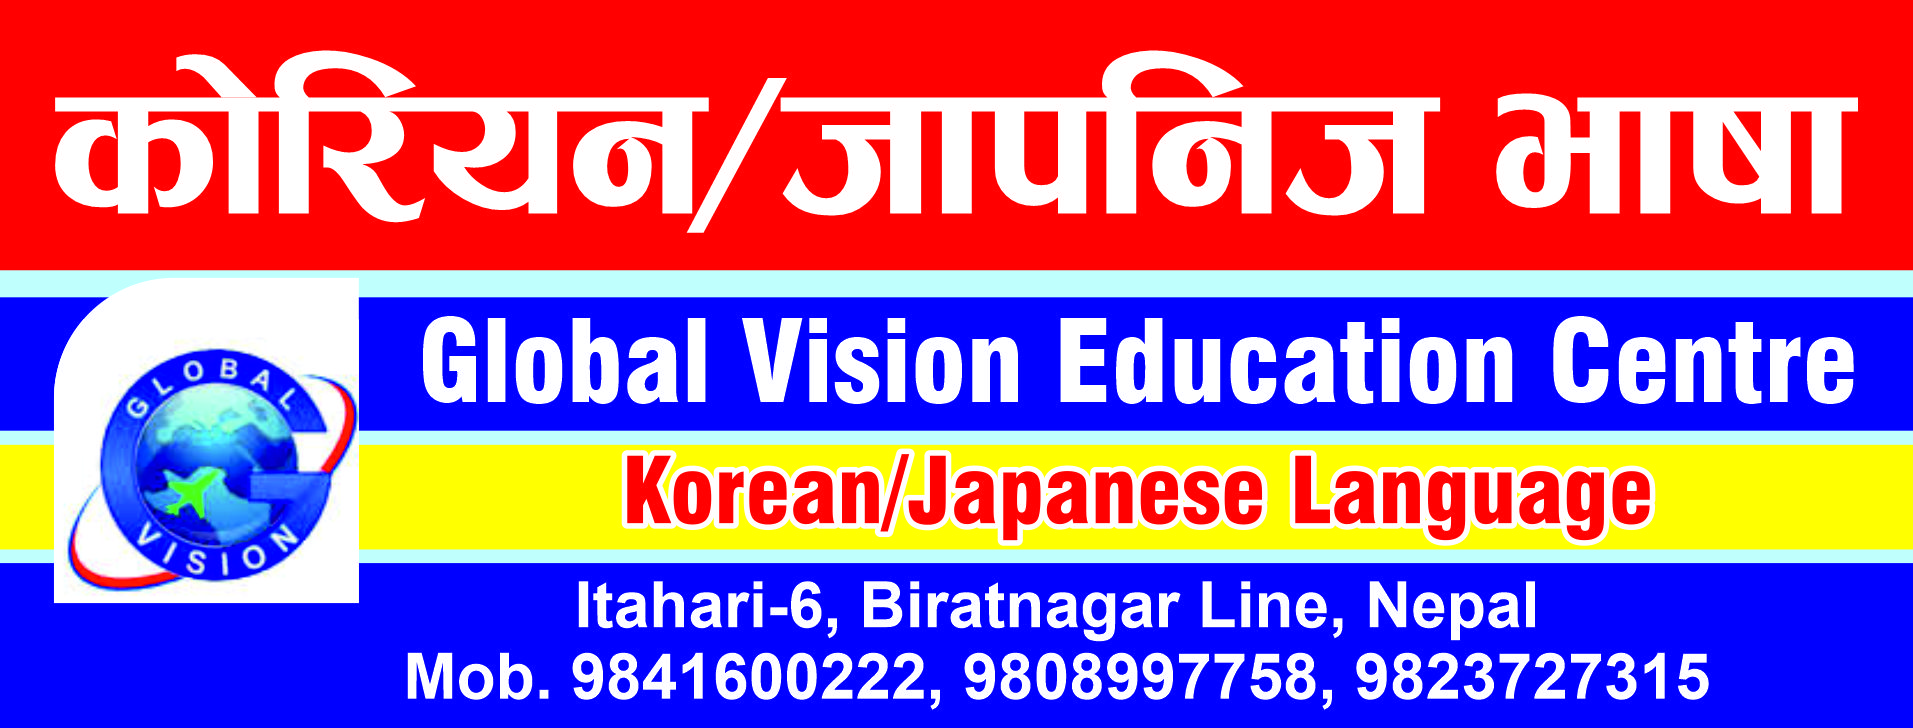 कोरियन/जापनिज भाषा
Global Vision Education Centre
GLOBAL
VISION
Korean/Japanese Language
Itahari-6, Biratnagar Line, Nepal
Mob. 9841600222, 9808997758, 9823727315